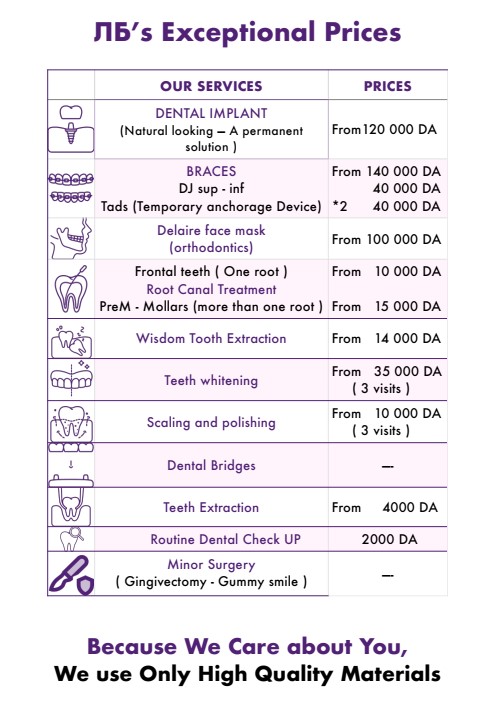 ЛБ’s Exceptional Prices
OUR SERVICES PRICES
DENTAL IMPLANT
(Natural looking – A permanent
solution )
From120 000 DA
BRACES From 140 000 DA
DJ sup - inf 40 000 DA
Tads (Temporary anchorage Device) *2 40 000 DA
Delaire face mask
(orthodontics)
From 100 000 DA
Frontal teeth ( One root ) From 10 000 DA
Root Canal Treatment
PreM - Mollars (more than one root ) From 15 000 DA
Wisdom Tooth Extraction From 14 000 DA
Teeth whitening
From 35 000 DA
( 3 visits )
Scaling and polishing
From 10 000 DA
( 3 visits )
Dental Bridges ----
Teeth Extraction From 4000 DA
Routine Dental Check UP 2000 DA
Minor Surgery
( Gingivectomy - Gummy smile )
----
Because We Care about You,
We use Only High Quality Materials